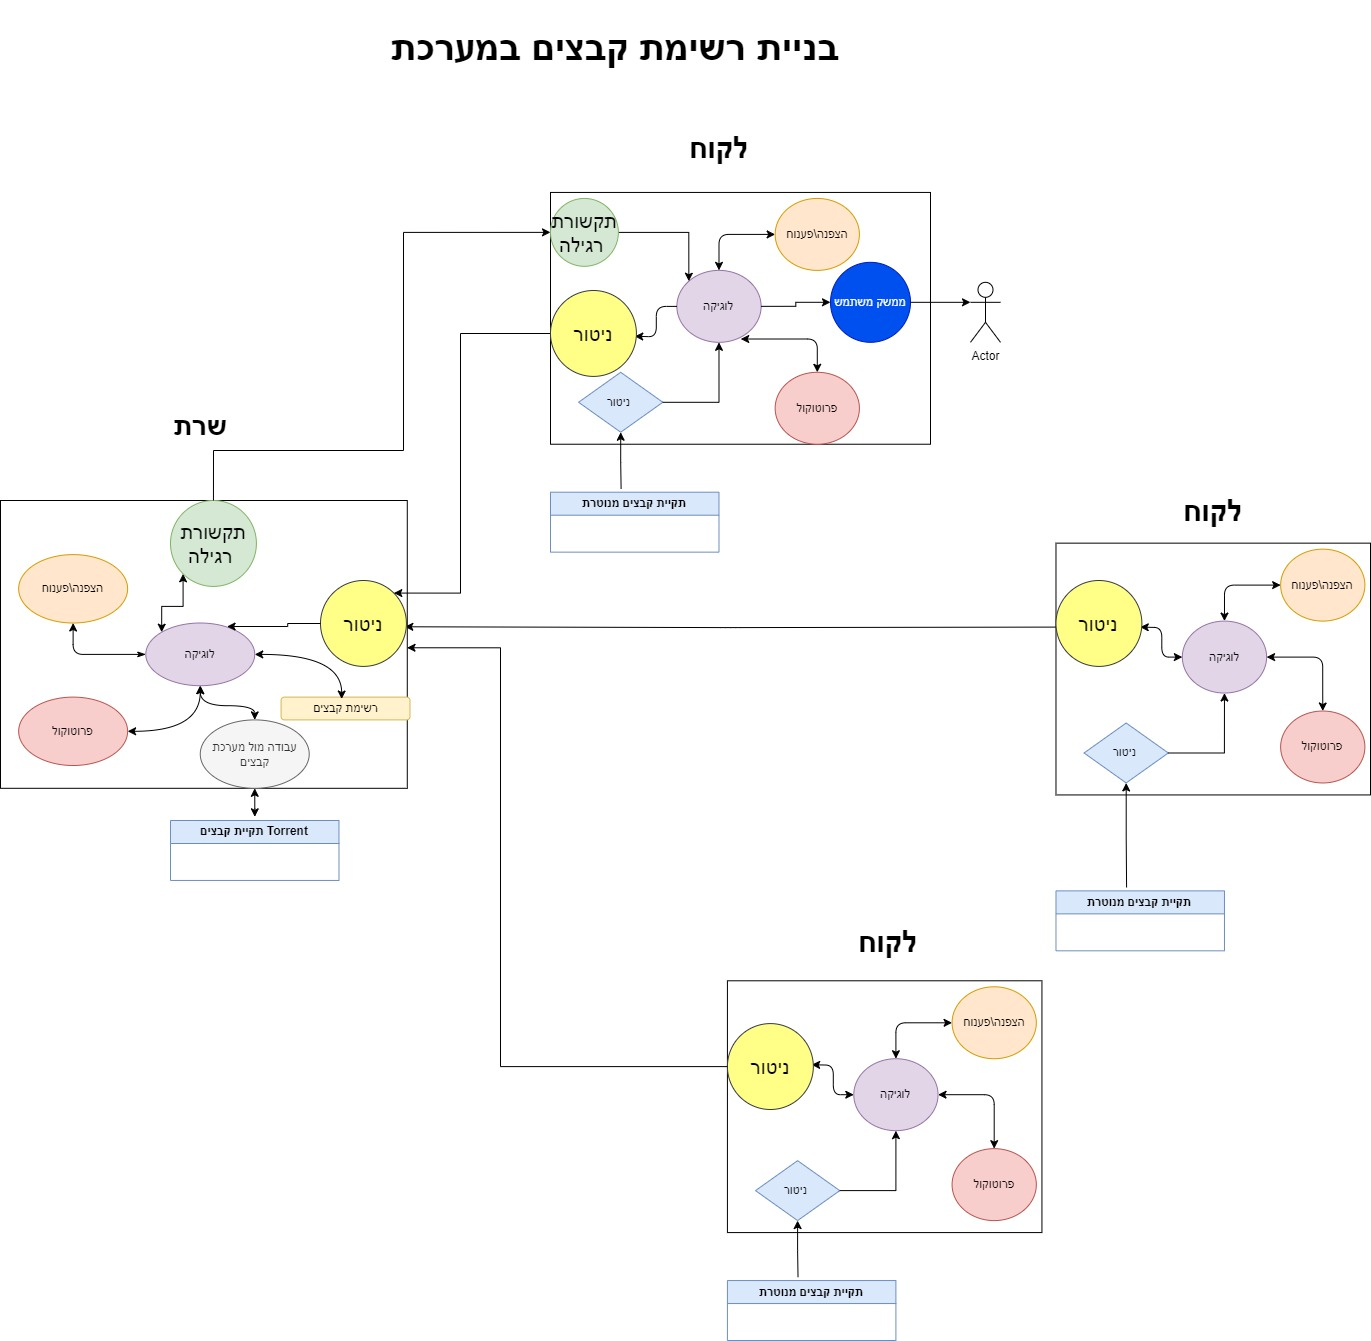 בניית רשימת קבצים במערכת
לקוח
תקשורת
רגילה
הצפנה\פענוח
לוגיקה
ממשק משתמש
ניטור
Actor
ניטור
פרוטוקול
תקיית קבצים מנוטרת
שרת
תקשורת
רגילה
הצפנה\פענוח
ניטור
לוגיקה
רשימת קבצים
פרוטוקול
עבודה מול מערכת
קבצים
תקיית קבצים Torrent
לקוח
הצפנה\פענוח
ניטור
לוגיקה
פרוטוקול
ניטור
תקיית קבצים מנוטרת
לקוח
הצפנה\פענוח
ניטור
לוגיקה
פרוטוקול
ניטור
תקיית קבצים מנוטרת